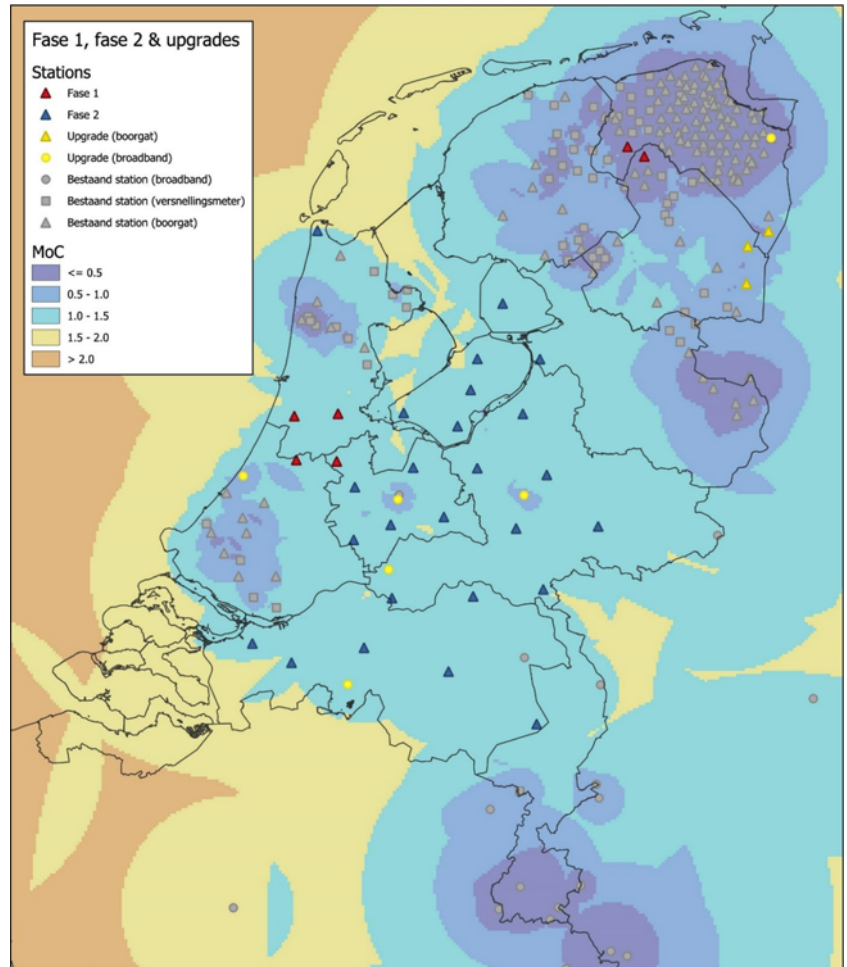 Fase 1, fase 2 & upgrades
Stations
Fase 1
Fase 2
Upgrade (boorgat)
Upgrade (broadband)
Bestaand station (broadband)
Bestaand station (versnellingsmeter)
Bestaand station (boorgat)
MoC
<= 0.5
0.5 - 1.0
1.0 - 1.5
1.5 - 2.0
> 2.0